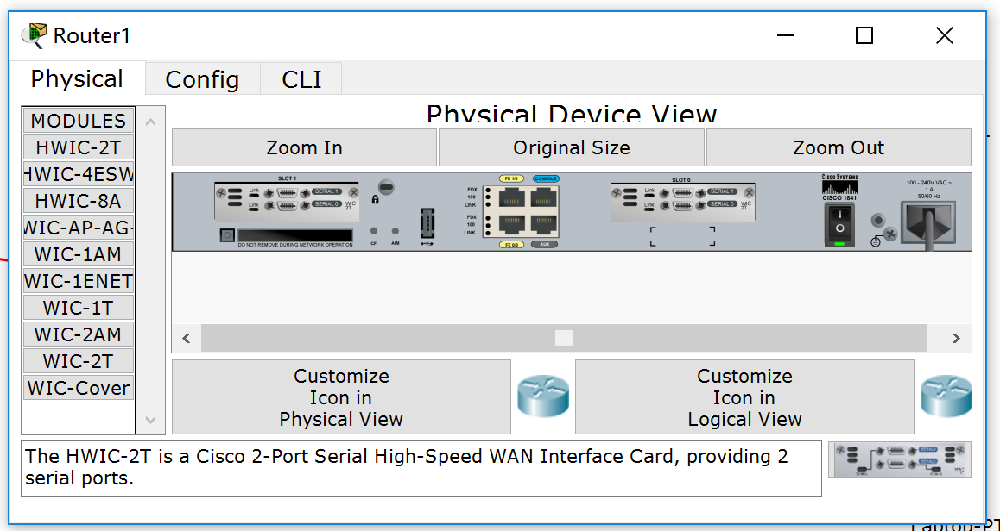 Router1
Physical
Config
CLI
MODULES
HWIC-2T
HWIC-4ESW
HWIC-8A
WIC-AP-AG-
WIC-1AM
WIC-1ENET
WIC-1T
WIC-2AM
WIC-2T
WIC-Cover
Physical Device View
Zoom In
Original Size
Zoom Out
SLOT 1
Link
SERIAL 1
Link
SERIAL 0
WIC
2T
DO NOT REMOVE DURING NETWORK OPERATION
CF
AIM
FE 1/0
CONSOLE
FDX
100
LINK
FDX
100
LINK
FE 0/0
AUX
SLOT 0
Link
SERIAL 1
Link
SERIAL 0
WIC
2T
CISCO SYSTEMS
CISCO 1841
100 - 240V VAC ~
1 A
50/60 Hz
Customize
Icon in
Physical View
Customize
Icon in
Logical View
The HWIC-2T is a Cisco 2-Port Serial High-Speed WAN Interface Card, providing 2
serial ports.
Laptop-PT